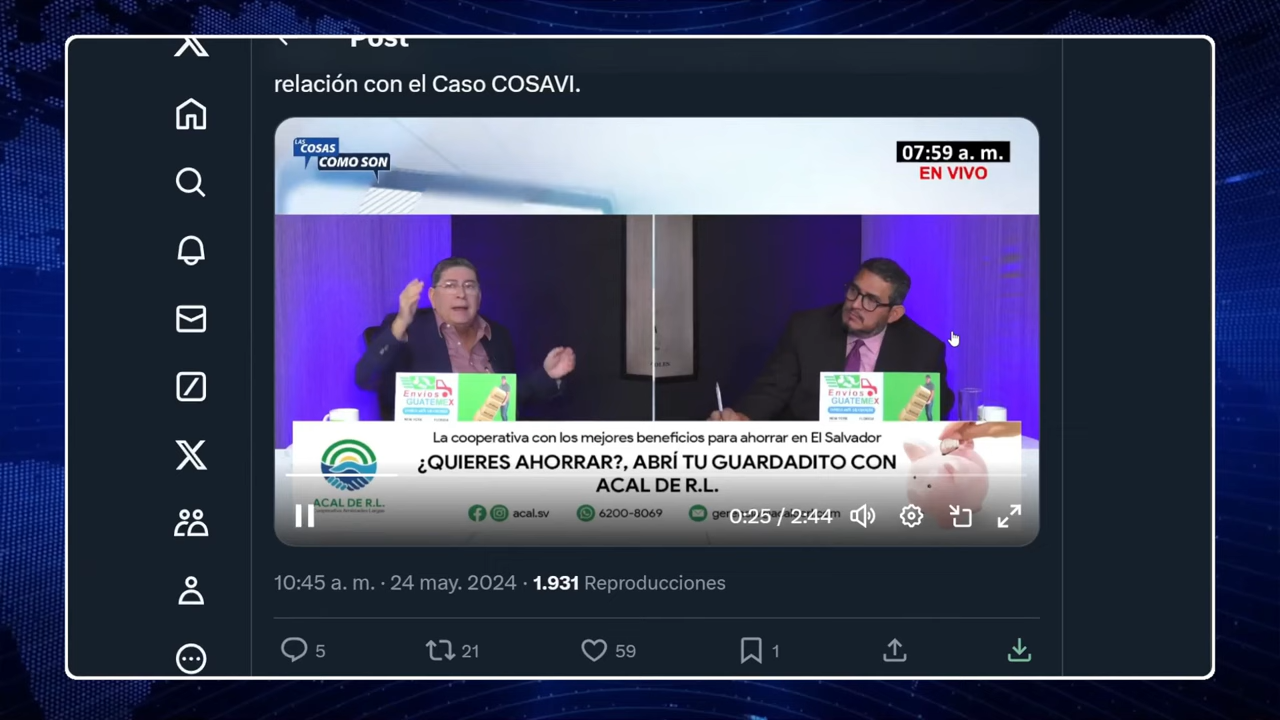 Post
relación con el Caso COSAVI.
LAS
COSAS
COMO SON
07:59 a. m.
EN VIVO
Envíos
GUATEMEX
Envíos
GUATEMEX
La cooperativa con los mejores beneficios para ahorrar en El Salvador
¿QUIERES AHORRAR?, ABRÍ TU GUARDADITO CON
ACAL DE R.L.
ACAL DE R.L.
acal.sv
6200-8069
0:25 / 2:44
10:45 a. m. · 24 may. 2024 · 1.931 Reproducciones
5
21
59
1